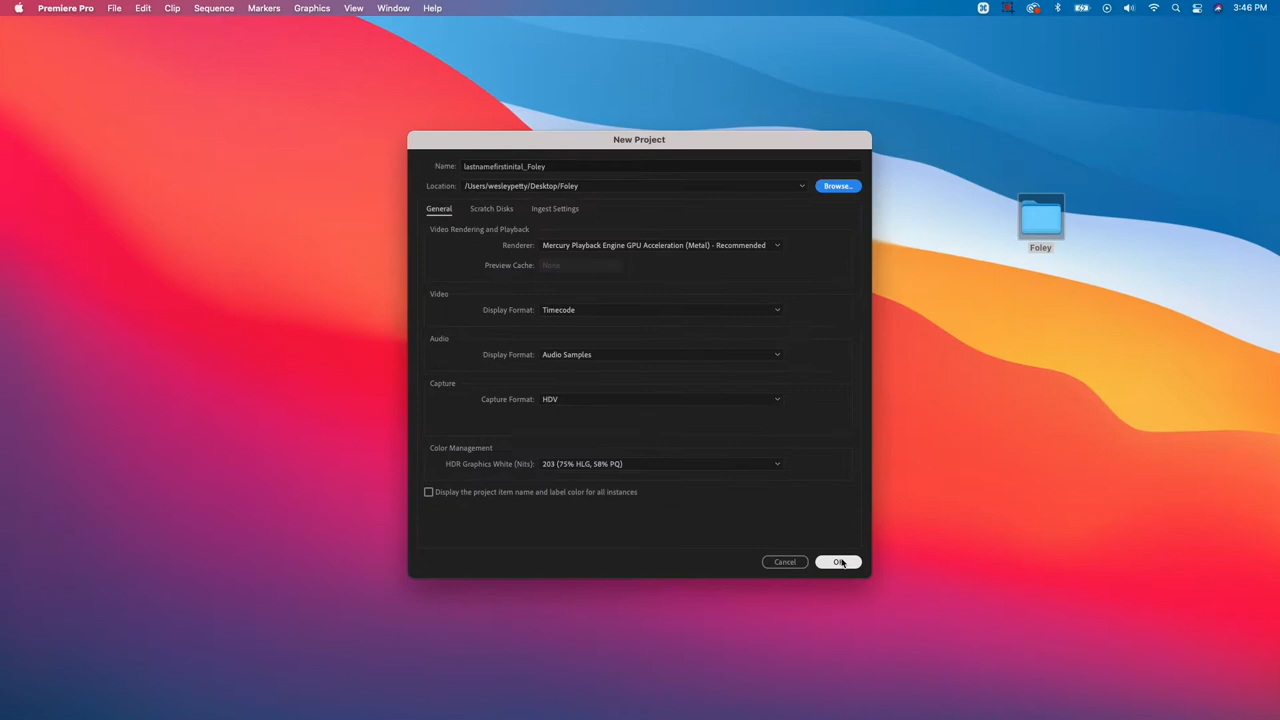 Premiere Pro File Edit Clip Sequence Markers Graphics View Window Help 3:46 PM
New Project
Name: lastnamefirstinital_Foley
Location: /Users/wesleypetty/Desktop/Foley Browse...
General Scratch Disks Ingest Settings
Video Rendering and Playback
Renderer: Mercury Playback Engine GPU Acceleration (Metal) - Recommended
Preview Cache: None
Video
Display Format: Timecode
Audio
Display Format: Audio Samples
Capture
Capture Format: HDV
Color Management
HDR Graphics White (Nits): 203 (75% HLG, 58% PQ)
Display the project item name and label color for all instances
Cancel OK
Foley